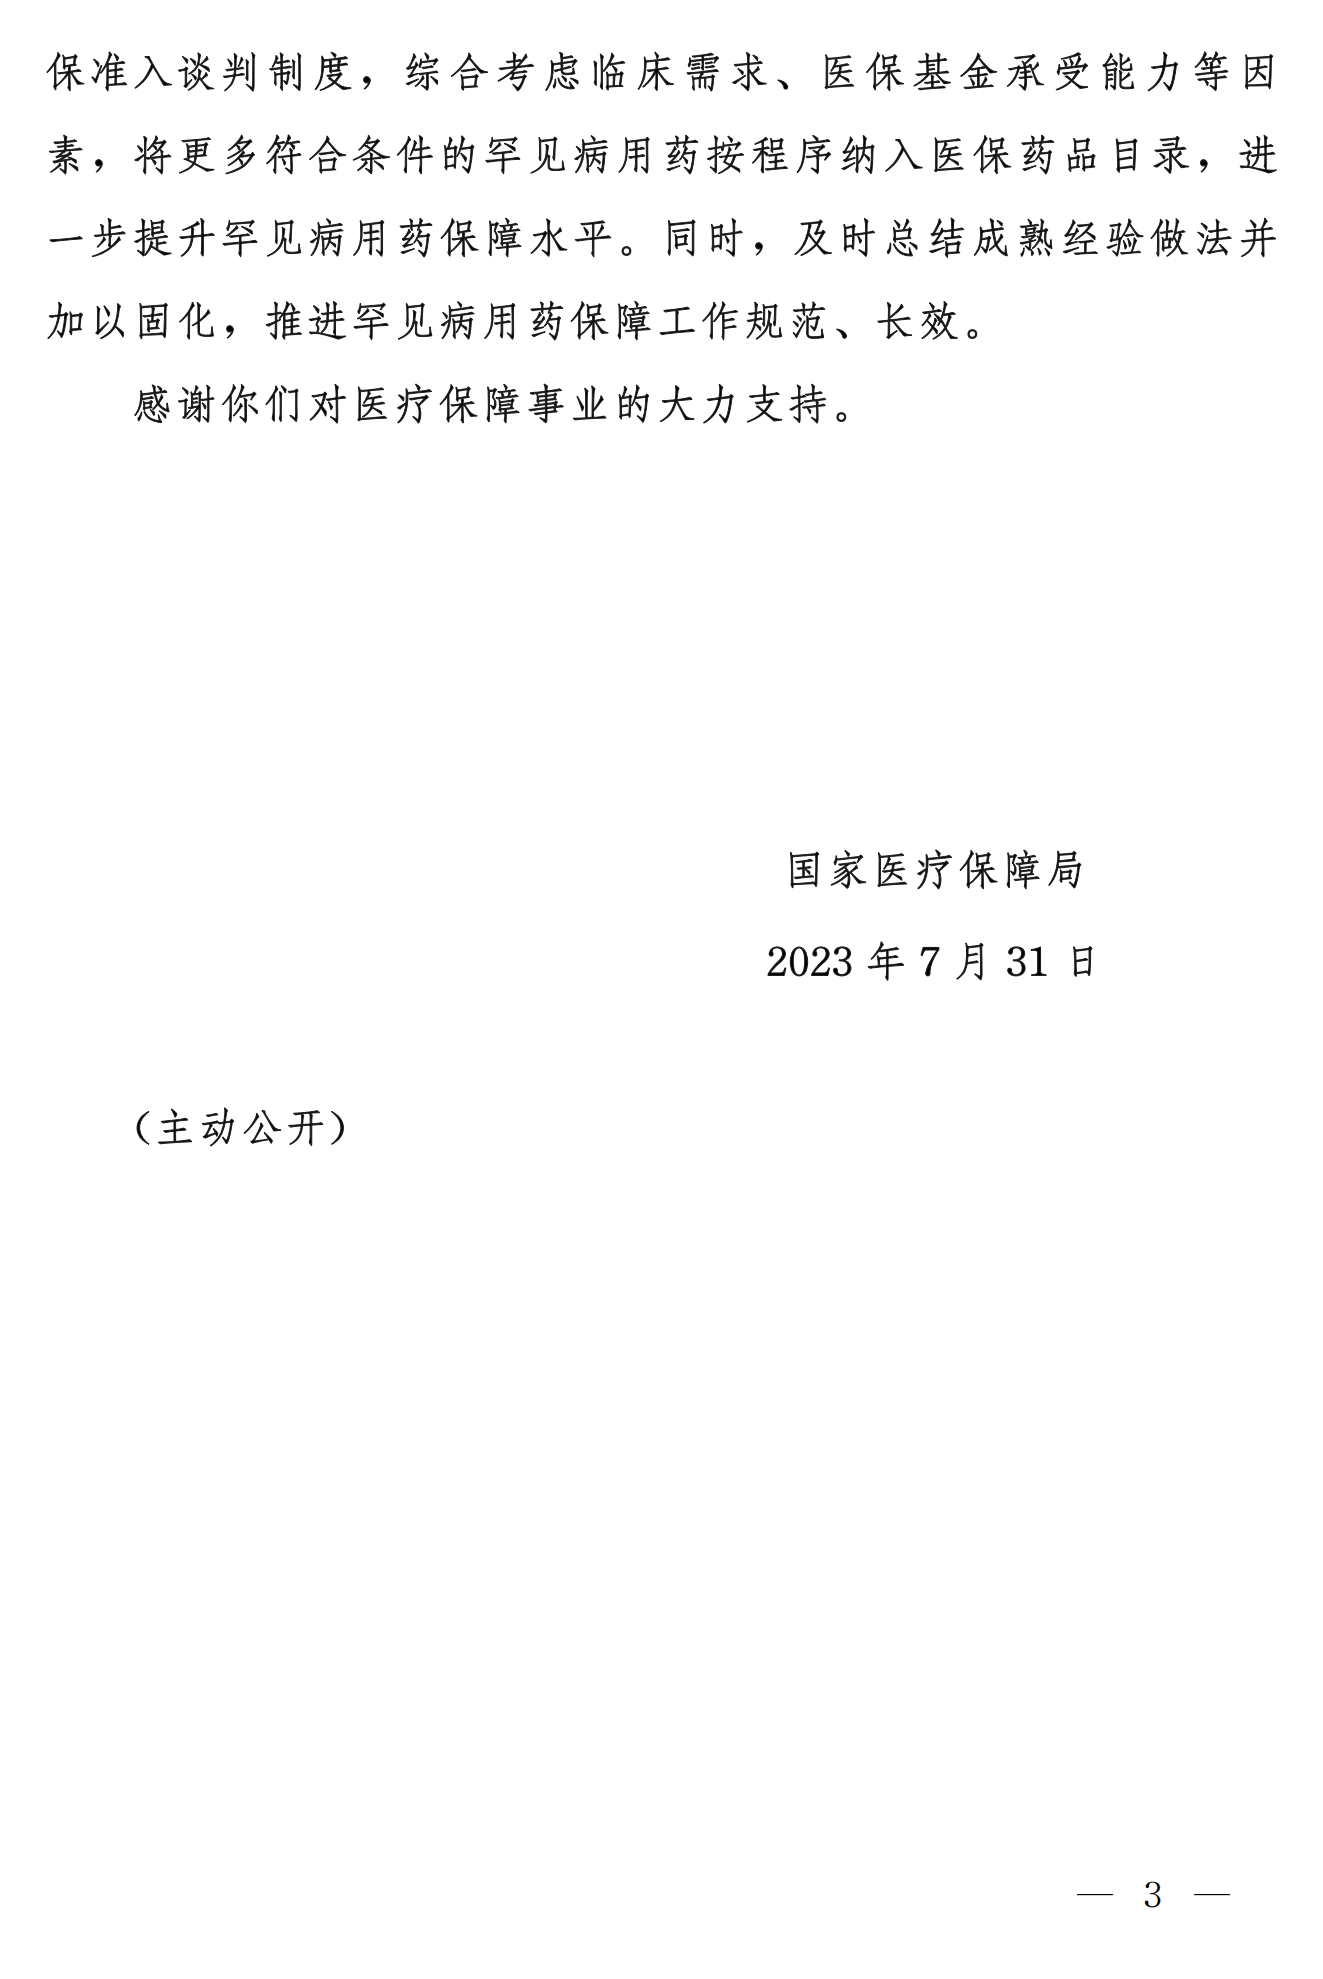 保准入谈判制度，综合考虑临床需求、医保基金承受能力等因
素，将更多符合条件的罕见病用药按程序纳入医保药品目录，进
一步提升罕见病用药保障水平。同时，及时总结成熟经验做法并
加以固化，推进罕见病用药保障工作规范、长效。
感谢你们对医疗保障事业的大力支持。
国家医疗保障局
2023 年 7 月 31 日
（主动公开）
— 3 —